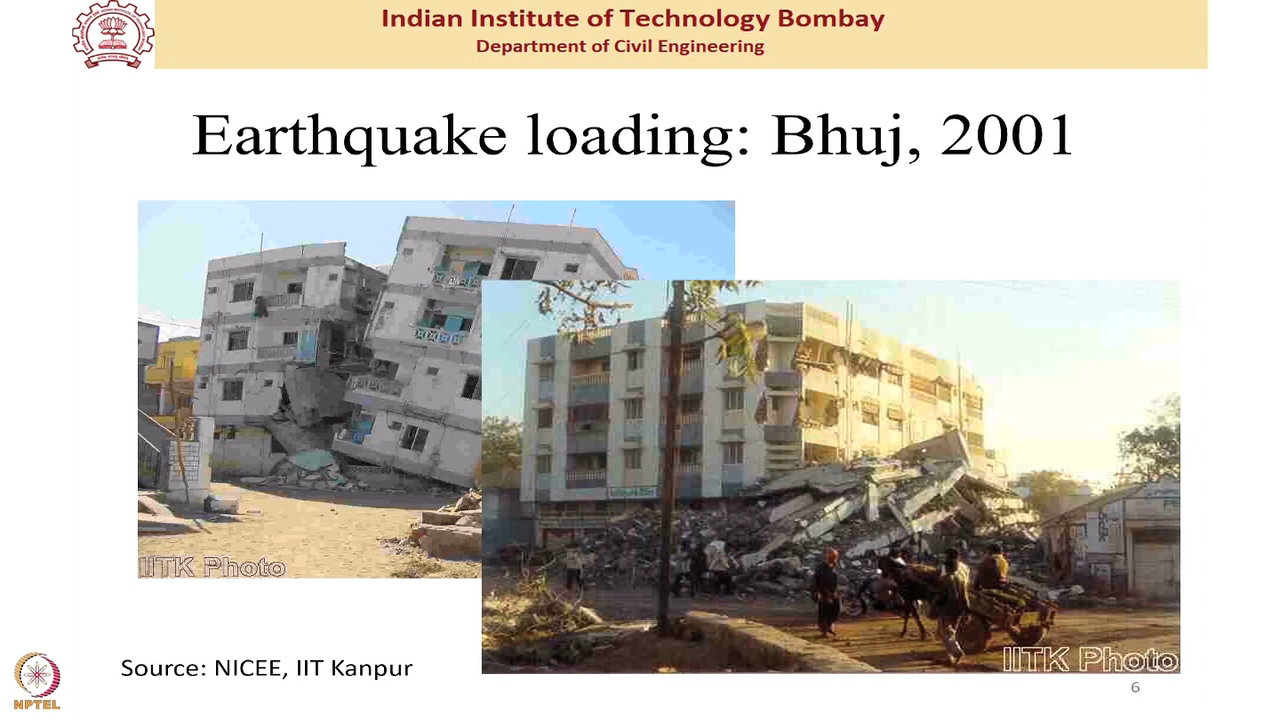 Indian Institute of Technology Bombay
Department of Civil Engineering
Earthquake loading: Bhuj, 2001
IITK Photo
IITK Photo
Source: NICEE, IIT Kanpur
6
NPTEL